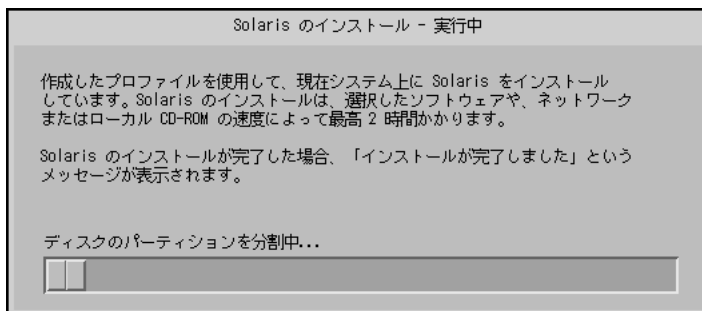 Solaris のインストール - 実行中
作成したプロファイルを使用して、現在システム上に Solaris をインストール
しています。Solaris のインストールは、選択したソフトウェアや、ネットワーク
またはローカル CD-ROM の速度によって最高 2 時間かかります。
Solaris のインストールが完了した場合、「インストールが完了しました」という
メッセージが表示されます。
ディスクのパーティションを分割中...